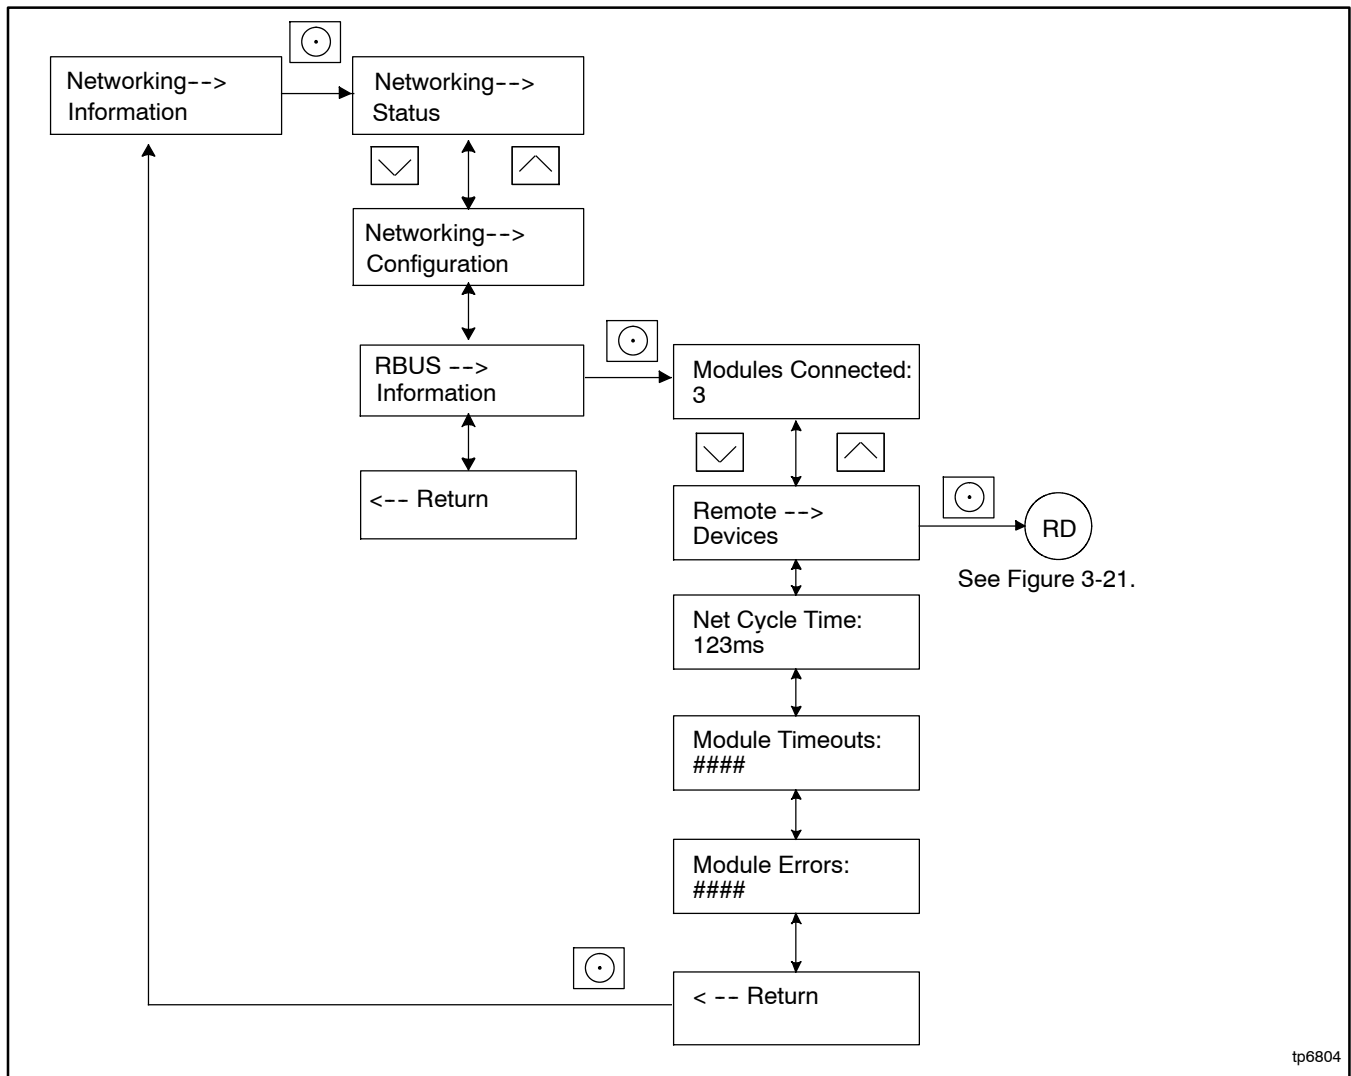 Networking-->
Information
Networking-->
Status
Networking-->
Configuration
RBUS -->
Information
<-- Return
Modules Connected:
3
Remote -->
Devices
RD
See Figure 3-21.
Net Cycle Time:
123ms
Module Timeouts:
####
Module Errors:
####
< -- Return
tp6804